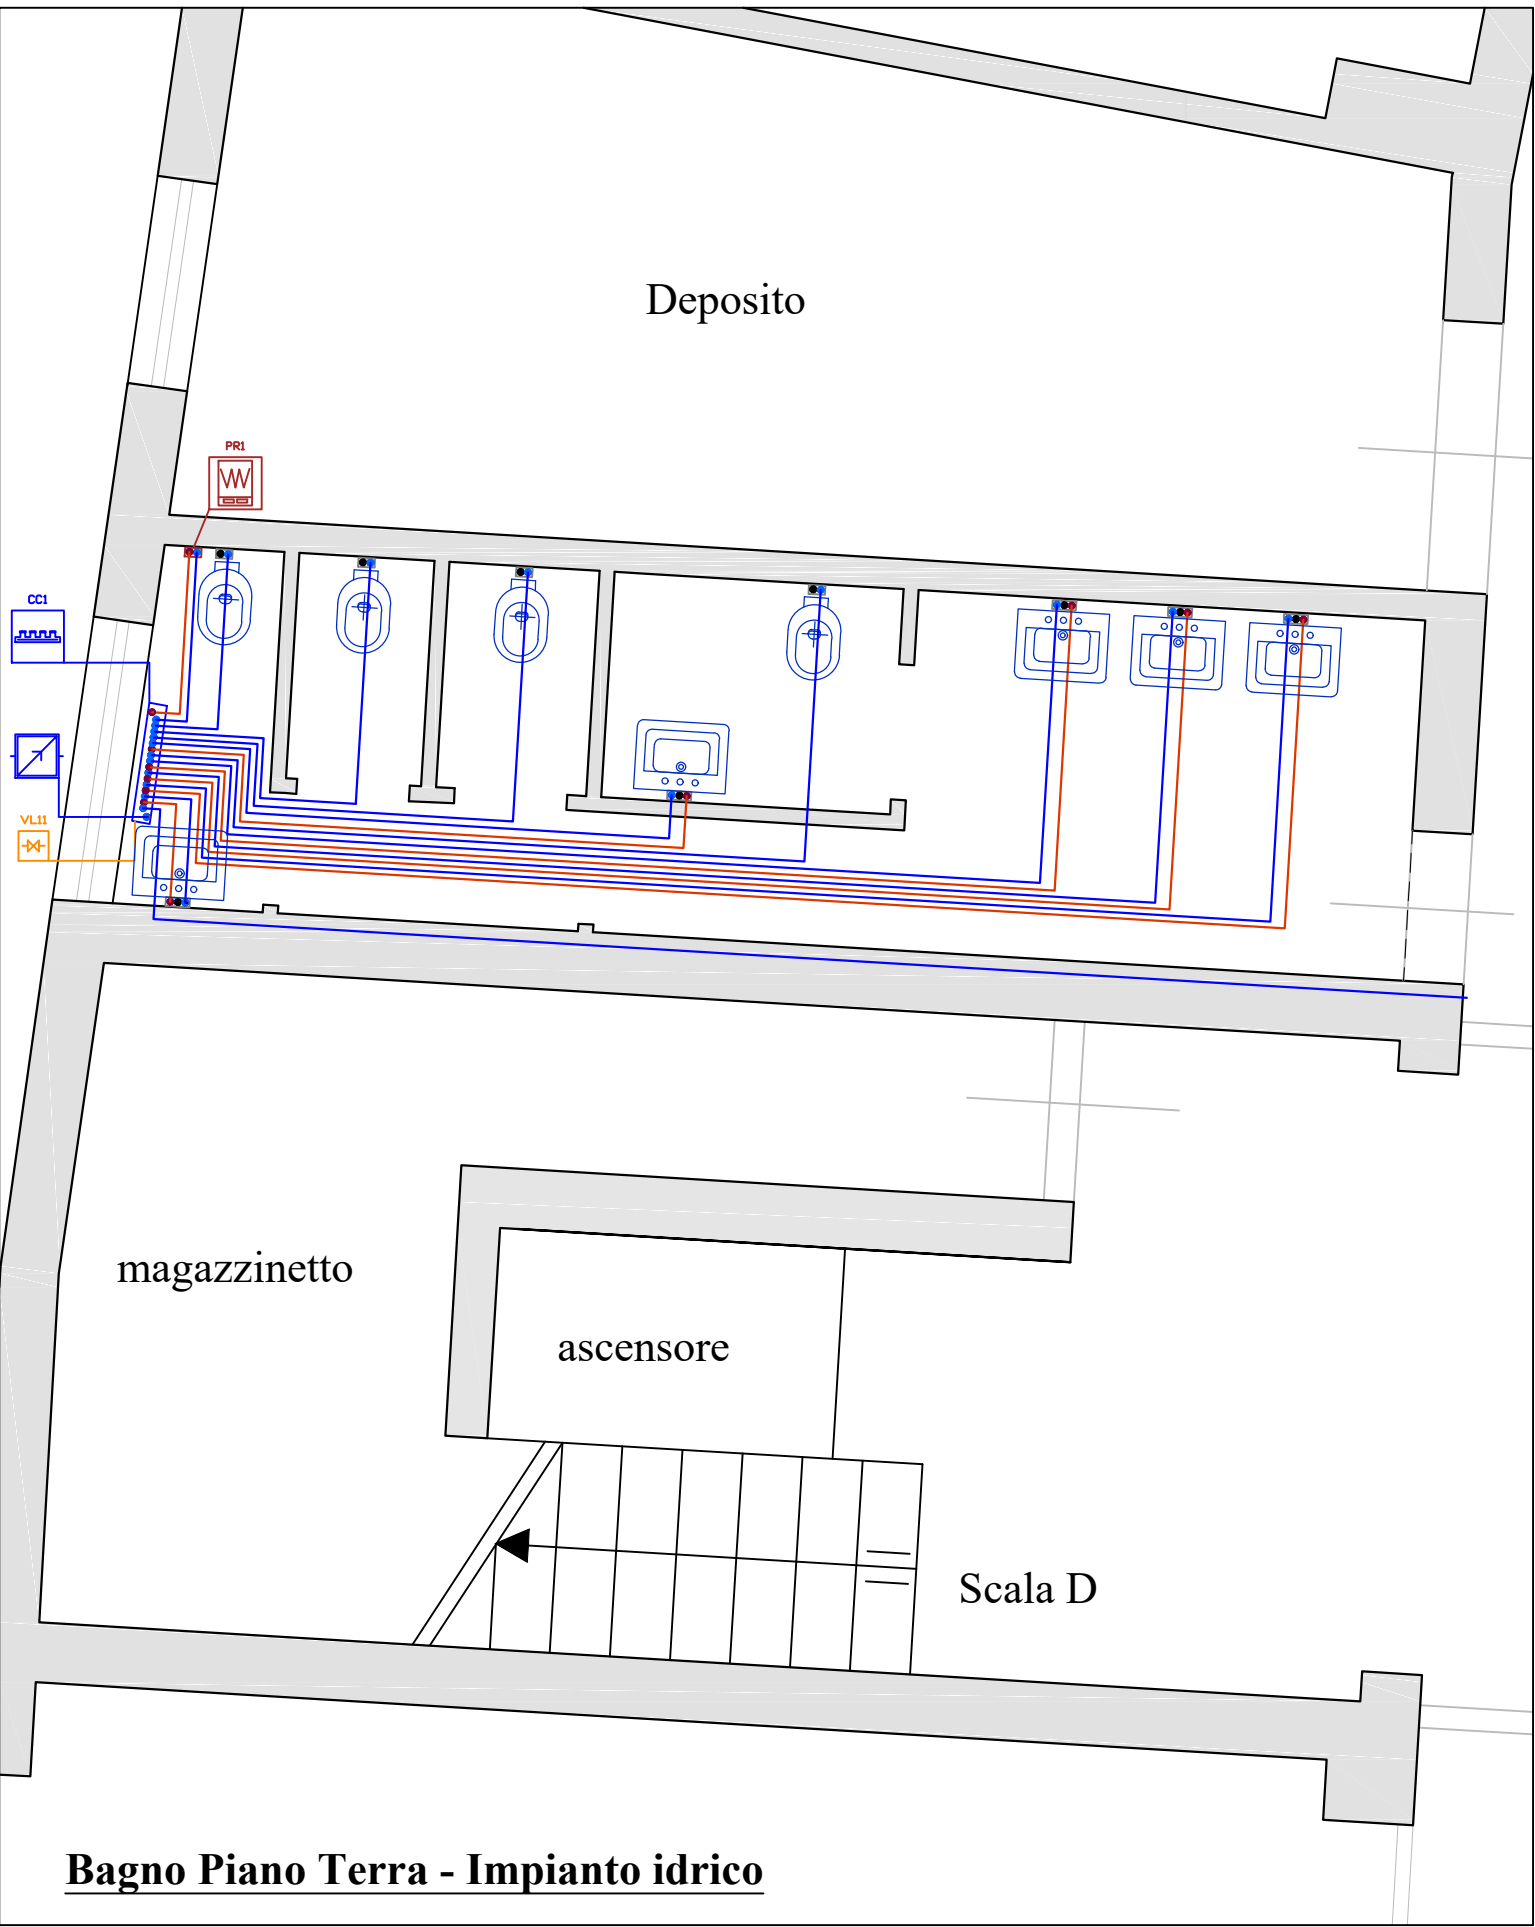 Deposito
PR1
CC1
VL11
magazzinetto
ascensore
Scala D
Bagno Piano Terra - Impianto idrico